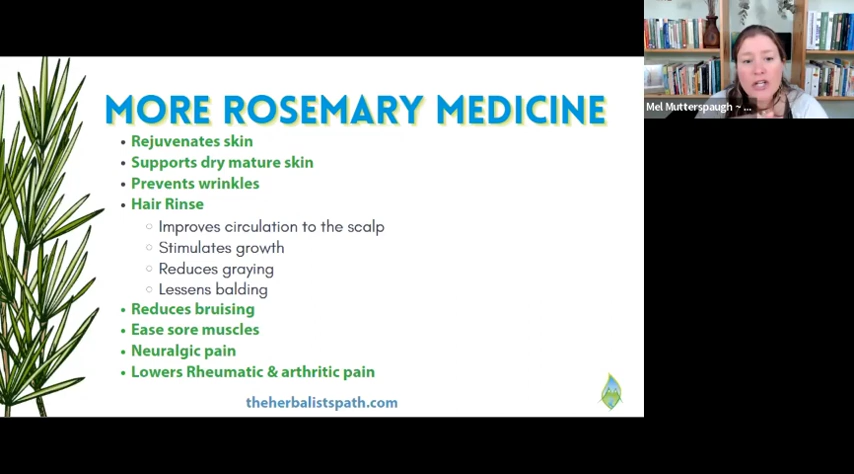 MORE ROSEMARY MEDICINE
• Rejuvenates skin
• Supports dry mature skin
• Prevents wrinkles
• Hair Rinse
○ Improves circulation to the scalp
○ Stimulates growth
○ Reduces graying
○ Lessens balding
• Reduces bruising
• Ease sore muscles
• Neuralgic pain
• Lowers Rheumatic & arthritic pain
theherbalistspath.com
Mel Mutterspaugh ~ ...